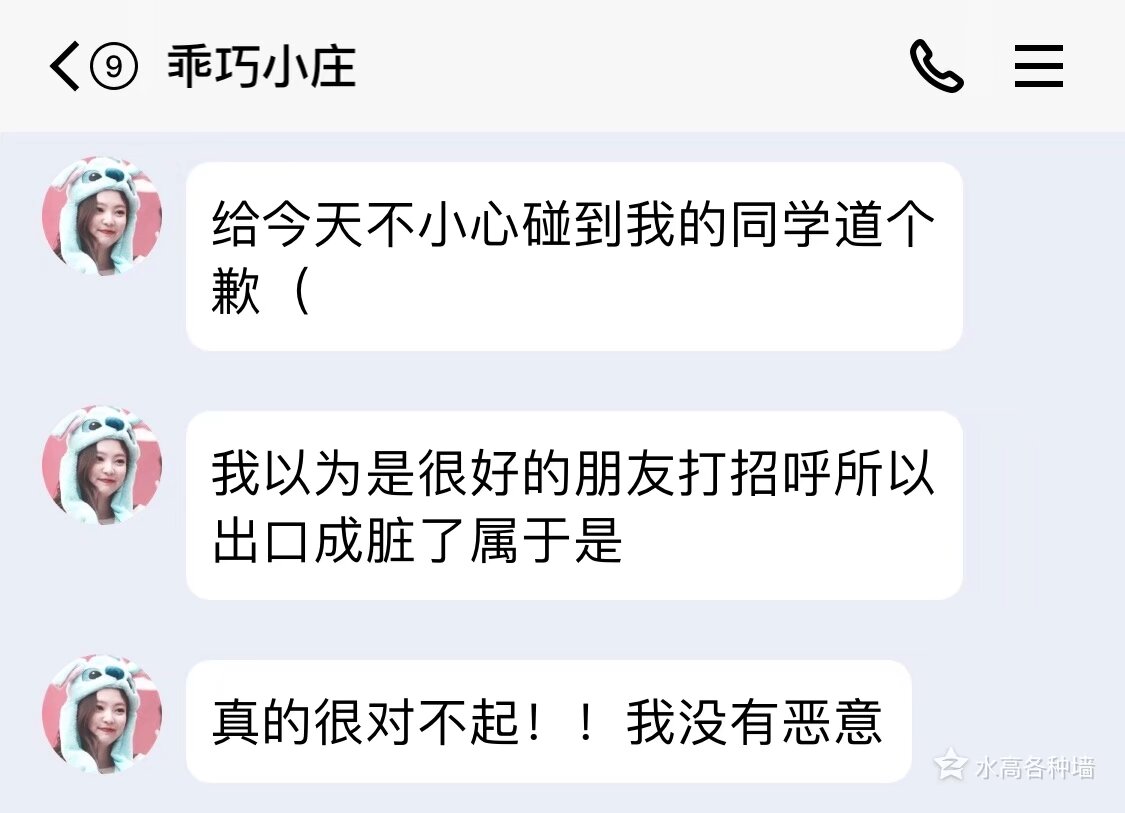 9 乖巧小庄
给今天不小心碰到我的同学道个
歉（
我以为是很好的朋友打招呼所以
出口成脏了属于是
真的很对不起！！我没有恶意
水高各种墙